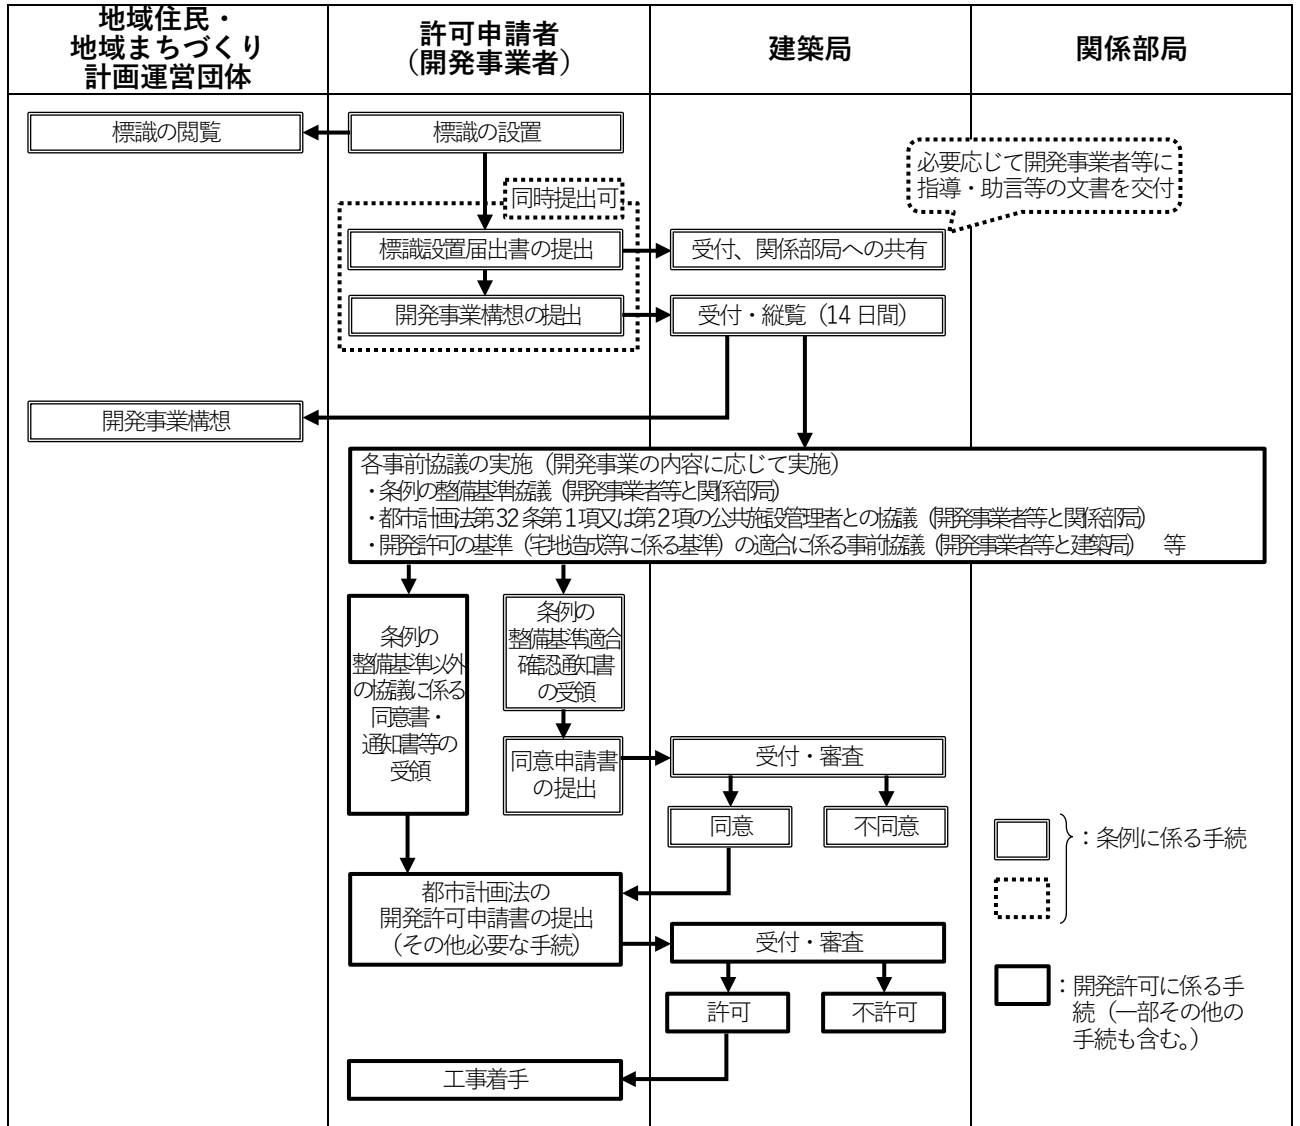 地域住民・
地域まちづくり
計画運営団体
許可申請者
(開発事業者)
建築局
関係部局
標識の閲覧
標識の設置
必要応じて開発事業者等に
指導・助言等の文書を交付
同時提出可
標識設置届出書の提出
受付、関係部局への共有
開発事業構想の提出
受付・縦覧（14日間）
開発事業構想
各事前協議の実施（開発事業の内容に応じて実施）
・条例の整備基準協議（開発事業者等と関係部局）
・都市計画法第32条第1項又は第2項の公共施設管理者との協議（開発事業者等と関係部局）
・開発許可の基準（宅地造成等に係る基準）の適合に係る事前協議（開発事業者等と建築局）　等
条例の
整備基準以外
の協議に係る
同意書・
通知書等の
受領
条例の
整備基準適合
確認通知書
の受領
同意申請書
の提出
受付・審査
同意
不同意
：条例に係る手続
都市計画法の
開発許可申請書の提出
（その他必要な手続）
受付・審査
許可
不許可
：開発許可に係る手
続（一部その他の
手続も含む。）
工事着手